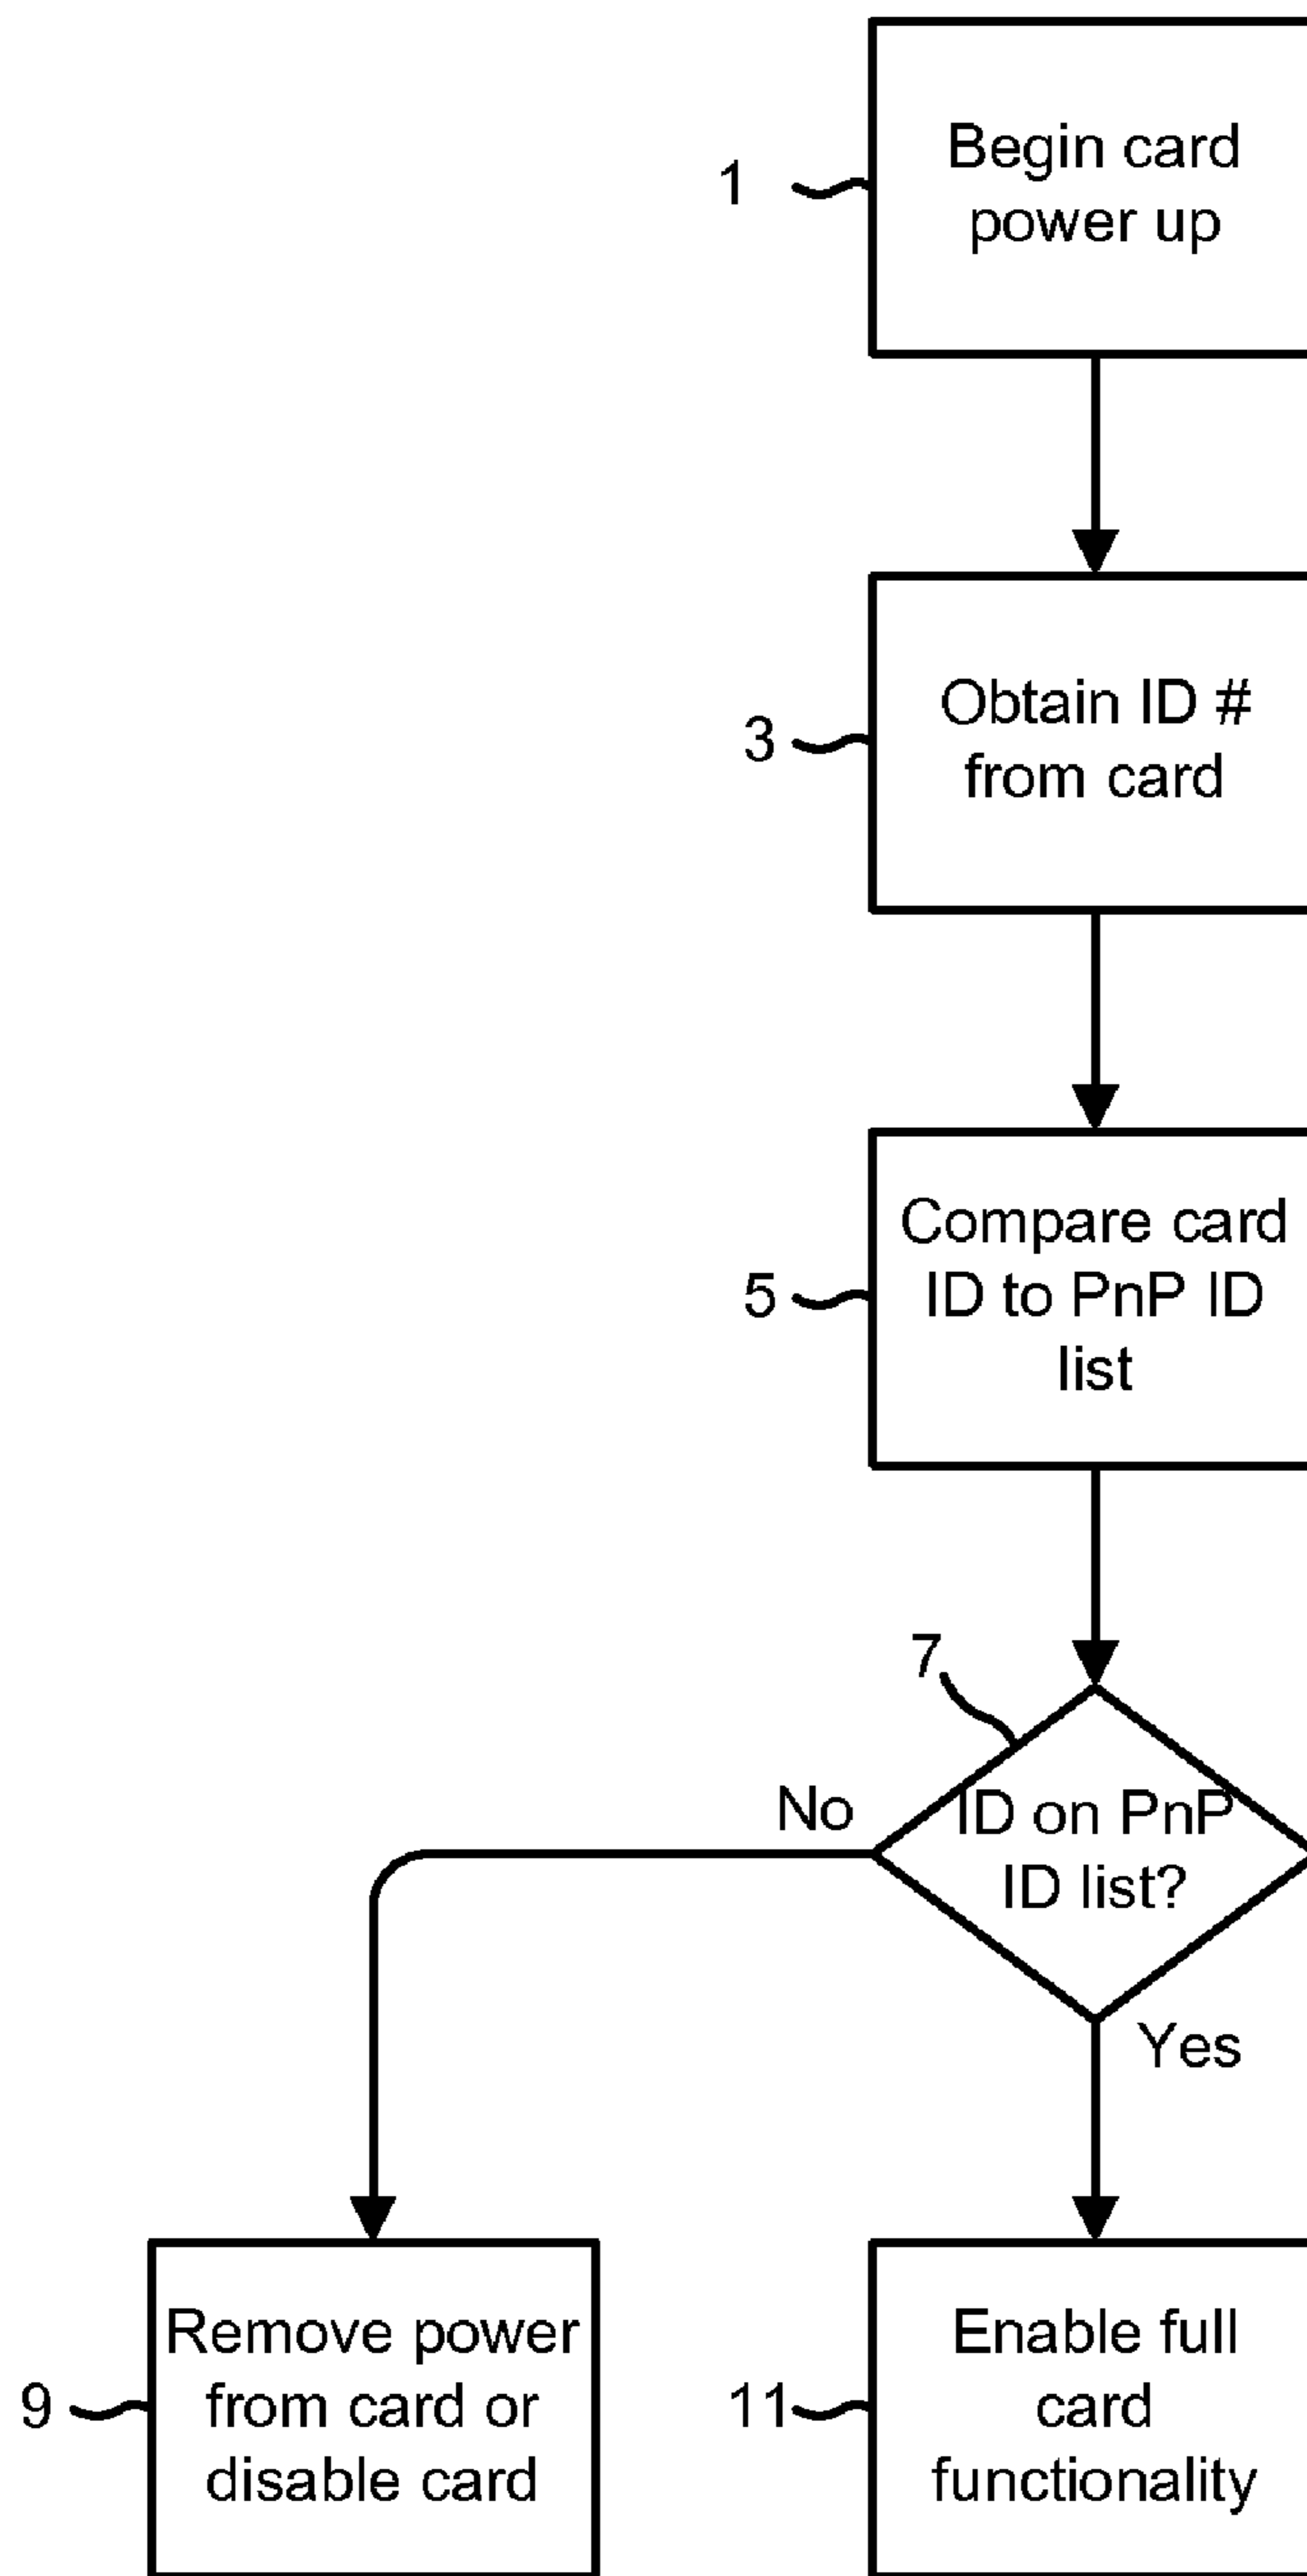 1
Begin card
power up
3
Obtain ID #
from card
5
Compare card
ID to PnP ID
list
7
ID on PnP
ID list?
No
Yes
9
Remove power
from card or
disable card
11
Enable full
card
functionality